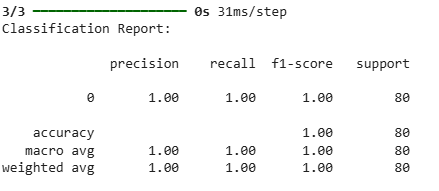 3/3 ━━━━━━━━━━━━━━━━━━━━ 0s 31ms/step
Classification Report:
precision recall f1-score support
0 1.00 1.00 1.00 80
accuracy 1.00 80
macro avg 1.00 1.00 1.00 80
weighted avg 1.00 1.00 1.00 80